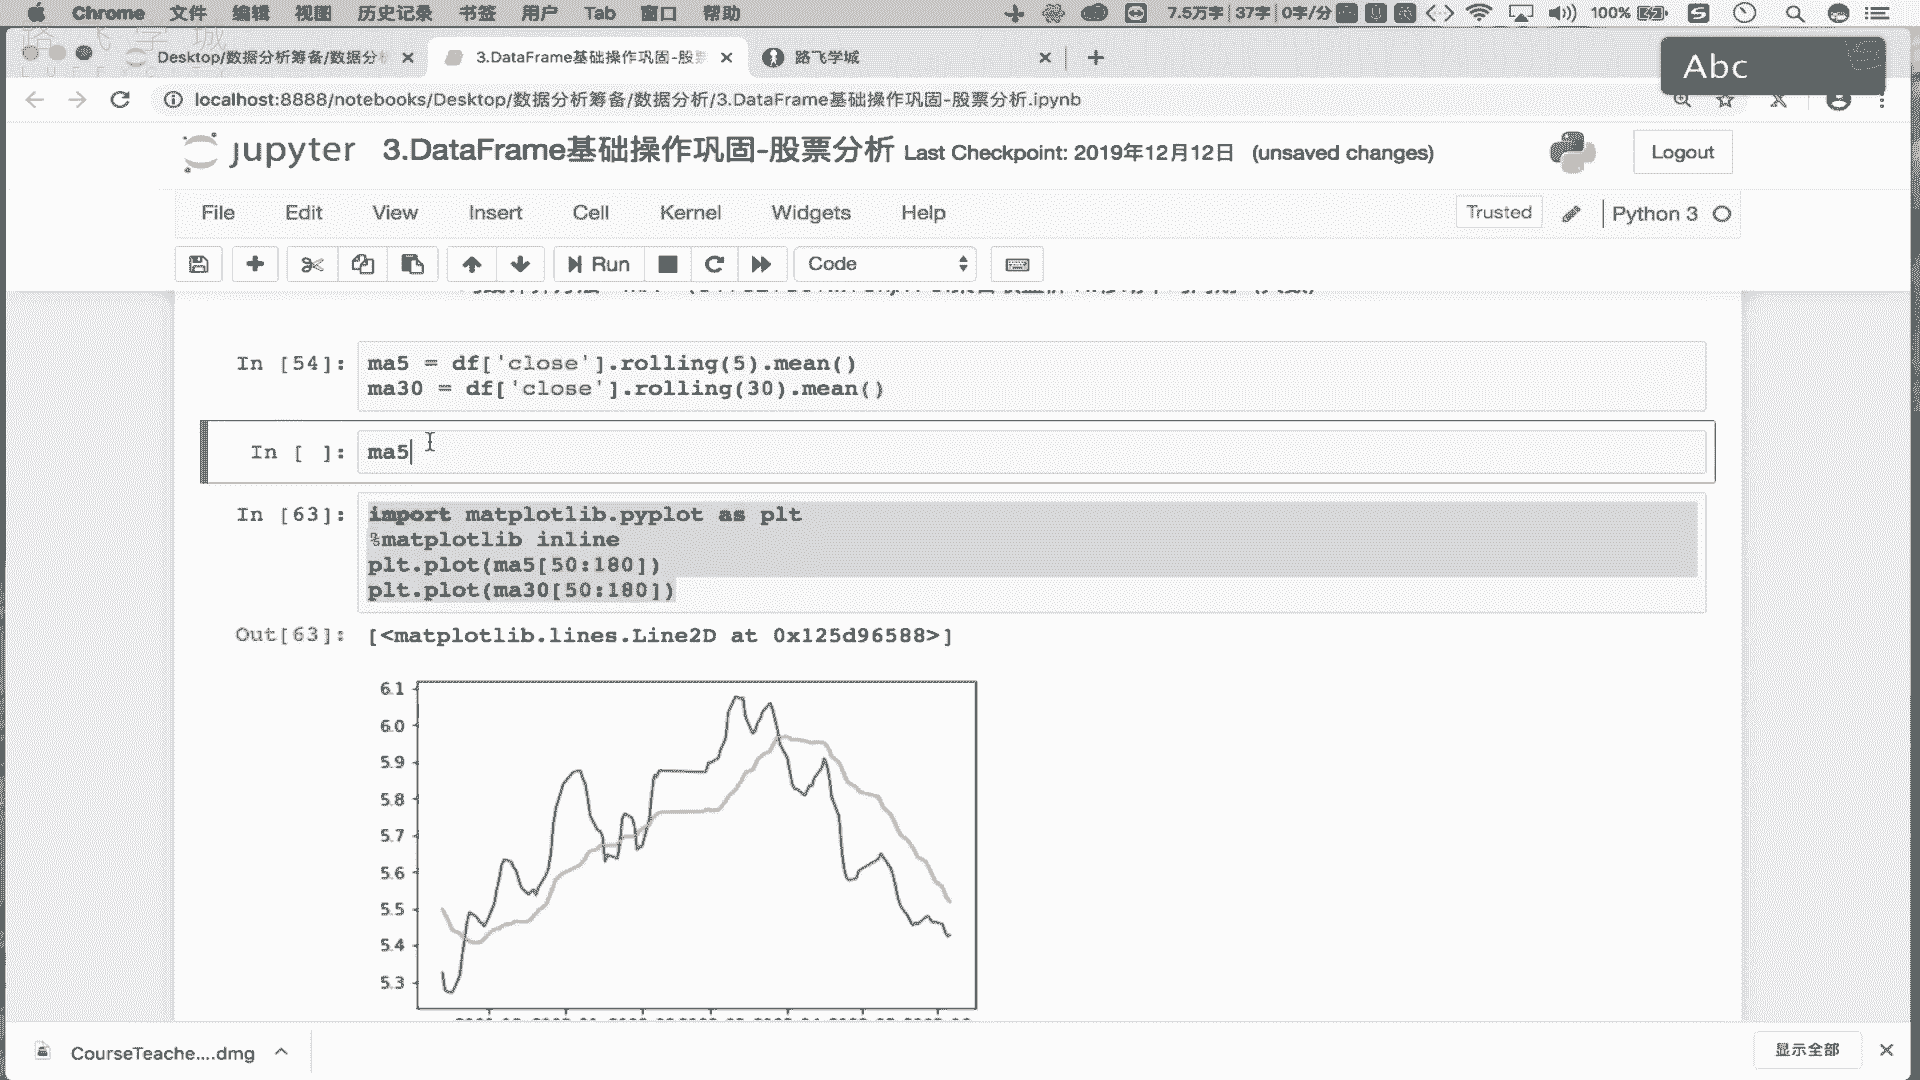 Chrome 文件 编辑 视图 历史记录 书签 用户 Tab 窗口 帮助 7.5万字 37字 0字/分 100%
Desktop/数据分析筹备/数据分 3.DataFrame基础操作巩固-股 路飞学城
Abc
localhost:8888/notebooks/Desktop/数据分析筹备/数据分析/3.DataFrame基础操作巩固-股票分析.ipynb
jupyter 3.DataFrame基础操作巩固-股票分析 Last Checkpoint: 2019年12月12日 (unsaved changes) Logout
File Edit View Insert Cell Kernel Widgets Help Trusted Python 3
Run Code
In [54]: ma5 = df['close'].rolling(5).mean()
ma30 = df['close'].rolling(30).mean()
In [ ]: ma5
In [63]: import matplotlib.pyplot as plt
%matplotlib inline
plt.plot(ma5[50:180])
plt.plot(ma30[50:180])
Out[63]: [<matplotlib.lines.Line2D at 0x125d96588>]
6.1
6.0
5.9
5.8
5.7
5.6
5.5
5.4
5.3
CourseTeache....dmg 显示全部